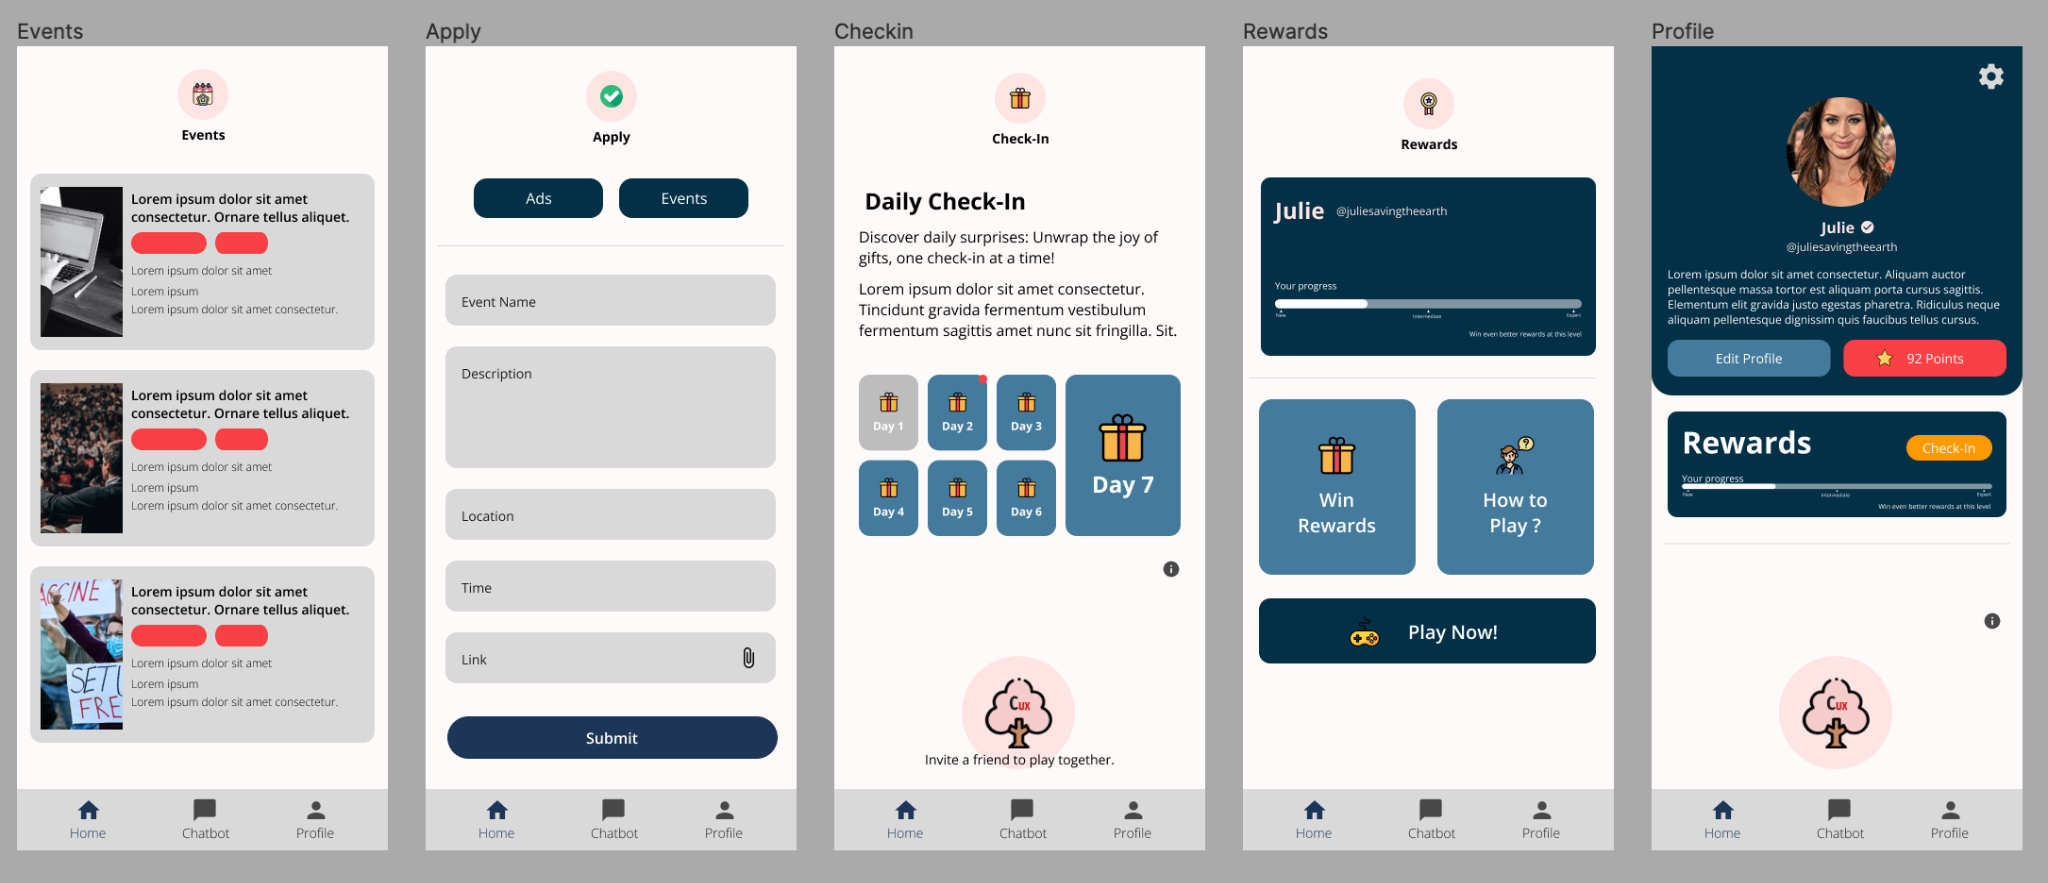 Events
Events
Lorem ipsum dolor sit amet
consectetur. Ornare tellus aliquet.
Lorem ipsum dolor sit amet
Lorem ipsum
Lorem ipsum dolor sit amet consectetur.
Lorem ipsum dolor sit amet
consectetur. Ornare tellus aliquet.
Lorem ipsum dolor sit amet
Lorem ipsum
Lorem ipsum dolor sit amet consectetur.
ACCINE
SETU
FRE
Lorem ipsum dolor sit amet
consectetur. Ornare tellus aliquet.
Lorem ipsum dolor sit amet
Lorem ipsum
Lorem ipsum dolor sit amet consectetur.
Home
Chatbot
Profile
Apply
Apply
Ads
Events
Event Name
Description
Location
Time
Link
Submit
Home
Chatbot
Profile
Checkin
Check-In
Daily Check-In
Discover daily surprises: Unwrap the joy of
gifts, one check-in at a time!
Lorem ipsum dolor sit amet consectetur.
Tincidunt gravida fermentum vestibulum
fermentum sagittis amet nunc sit fringilla. Sit.
Day 1
Day 2
Day 3
Day 4
Day 5
Day 6
Day 7
CUX
Invite a friend to play together.
Home
Chatbot
Profile
Rewards
Rewards
Julie @juliesavingtheearth
Your progress
New
Intermediate
Expert
Win even better rewards at this level
Win
Rewards
How to
Play ?
Play Now!
Home
Chatbot
Profile
Profile
Julie
@juliesavingtheearth
Lorem ipsum dolor sit amet consectetur. Aliquam auctor
pellentesque massa tortor est aliquam porta cursus sagittis.
Elementum elit gravida justo egestas pharetra. Ridiculus neque
aliquam pellentesque dignissim quis faucibus tellus cursus.
Edit Profile
92 Points
Rewards
Check-In
Your progress
New
Intermediate
Expert
Win even better rewards at this level
CUX
Home
Chatbot
Profile